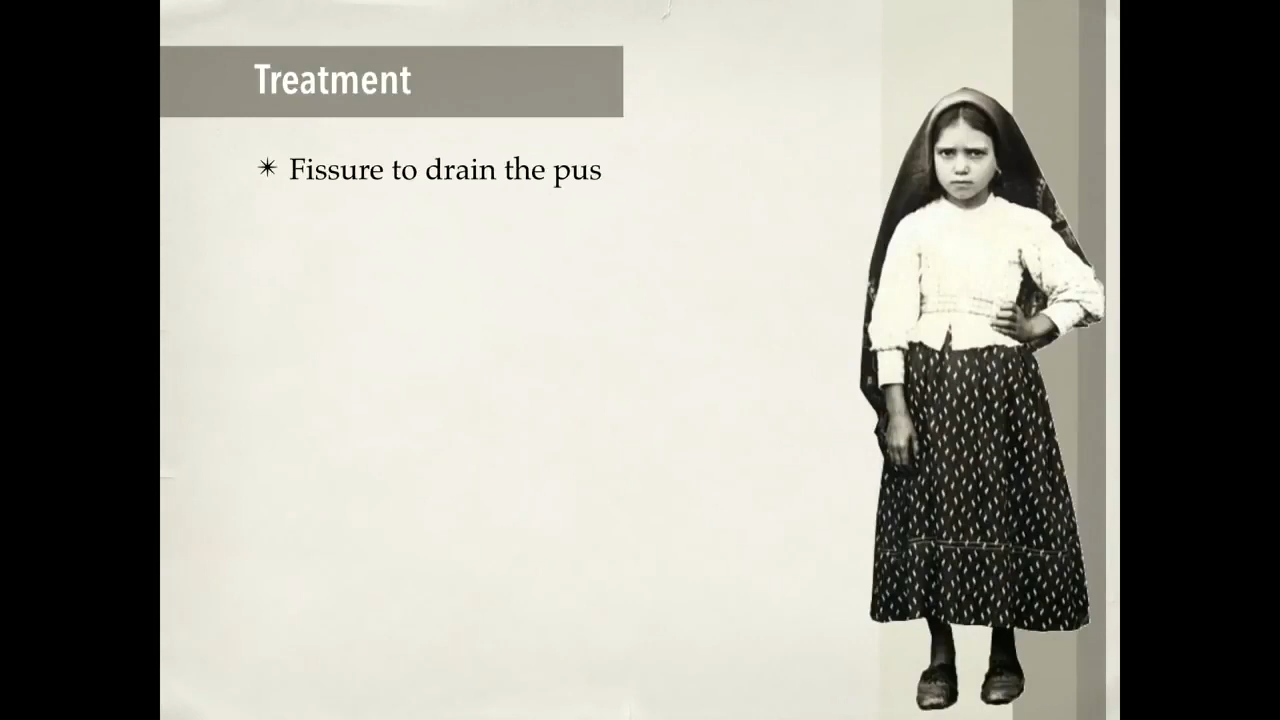 Treatment
✴ Fissure to drain the pus